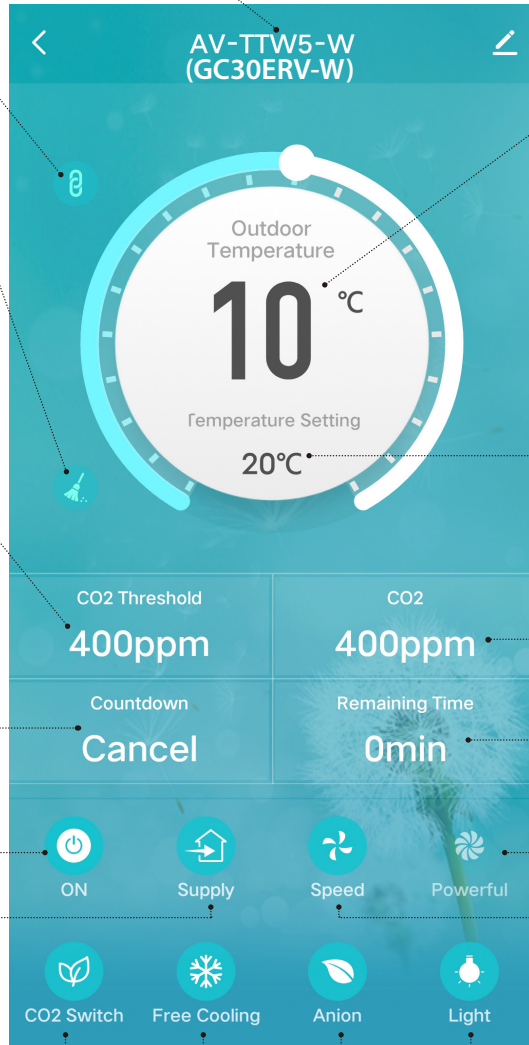 AV-TTW5-W
(GC30ERV-W)
Outdoor
Temperature
10 °C
Temperature Setting
20°C
CO2 Threshold
CO2
400ppm
400ppm
Countdown
Remaining Time
Cancel
0min
ON
Supply
Speed
Powerful
CO2 Switch
Free Cooling
Anion
Light